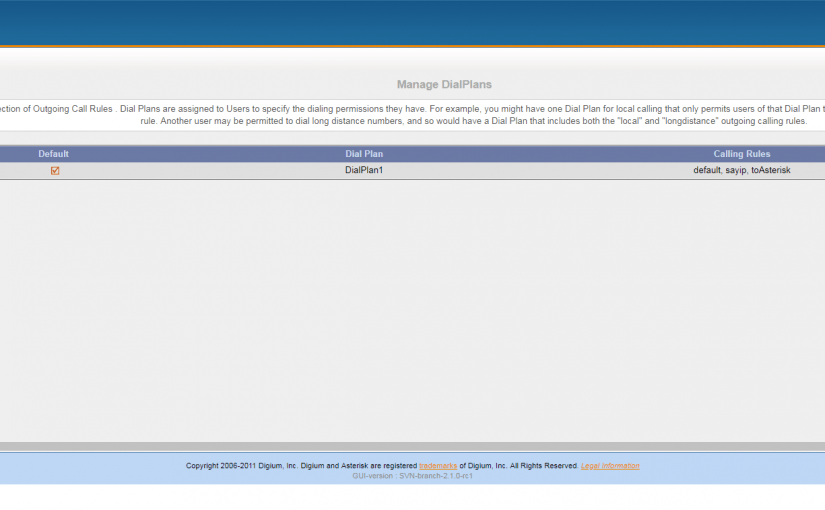 Manage DialPlans
ction of Outgoing Call Rules . Dial Plans are assigned to Users to specify the dialing permissions they have. For example, you might have one Dial Plan for local calling that only permits users of that Dial Plan t
rule. Another user may be permitted to dial long distance numbers, and so would have a Dial Plan that includes both the "local" and "longdistance" outgoing calling rules.
Default Dial Plan Calling Rules
DialPlan1 default, sayip, toAsterisk
Copyright 2006-2011 Digium, Inc. Digium and Asterisk are registered trademarks of Digium, Inc. All Rights Reserved. Legal Information
GUI-version : SVN-branch-2.1.0-rc1